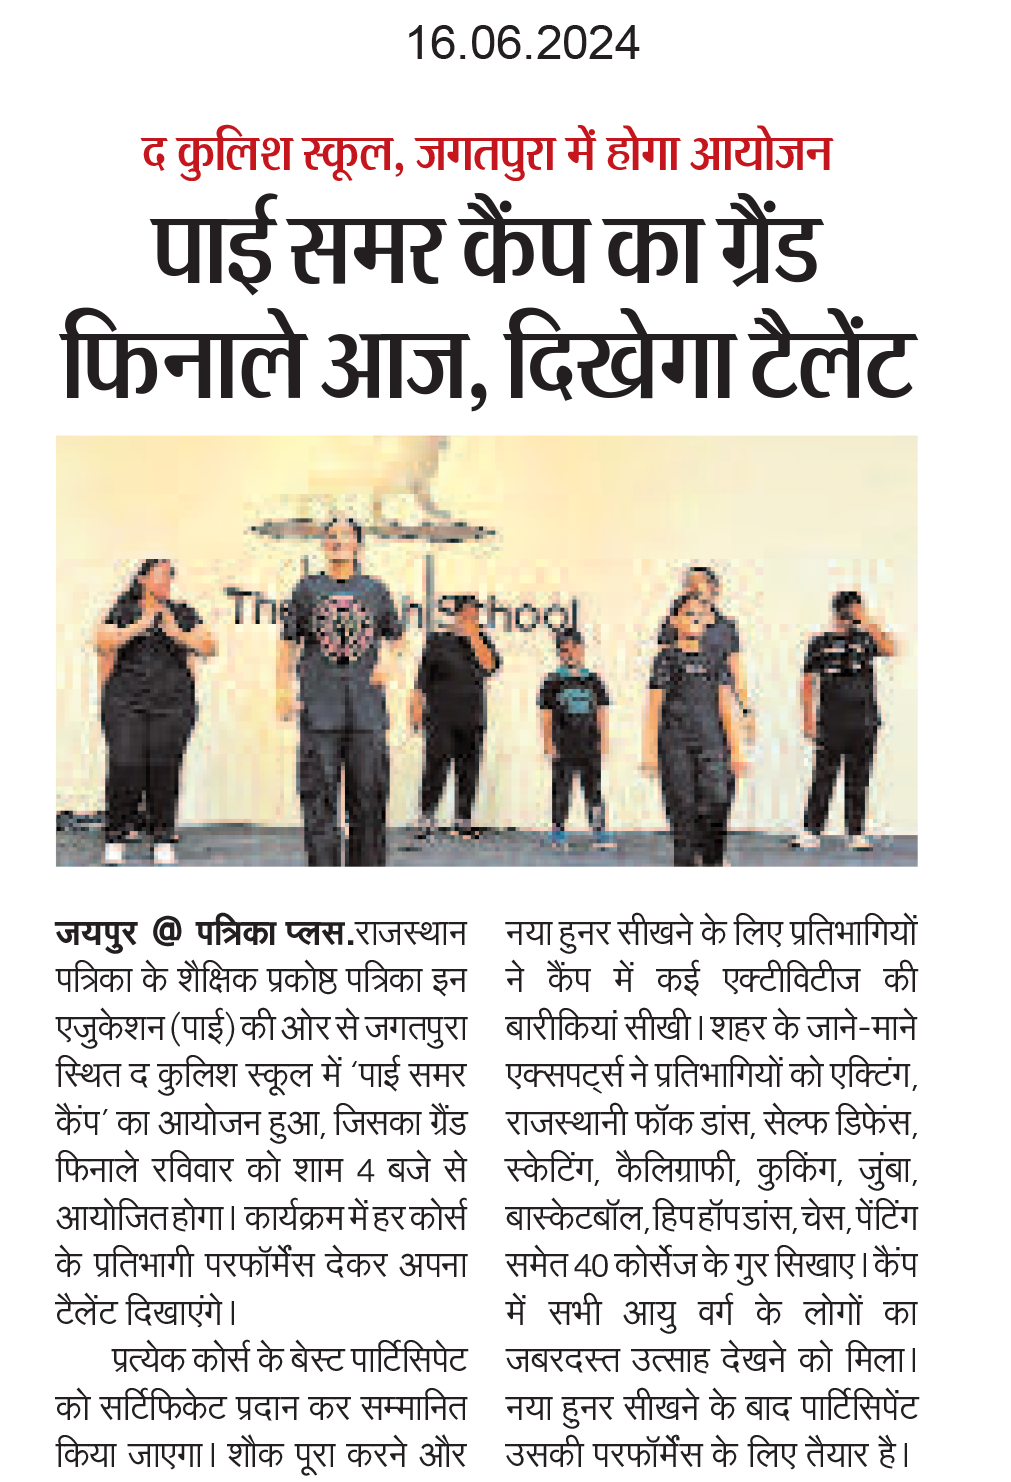 16.06.2024
द कुलिश स्कूल, जगतपुरा में होगा आयोजन
पाई समर कैंप का ग्रैंड
फिनाले आज, दिखेगा टैलेंट
The School
जयपुर @ पत्रिका प्लस.राजस्थान
पत्रिका के शैक्षिक प्रकोष्ठ पत्रिका इन
एजुकेशन (पाई) की ओर से जगतपुरा
स्थित द कुलिश स्कूल में ‘पाई समर
कैंप’ का आयोजन हुआ, जिसका ग्रैंड
फिनाले रविवार को शाम 4 बजे से
आयोजित होगा। कार्यक्रम में हर कोर्स
के प्रतिभागी परफॉर्मेंस देकर अपना
टैलेंट दिखाएंगे।
प्रत्येक कोर्स के बेस्ट पार्टिसिपेट
को सर्टिफिकेट प्रदान कर सम्मानित
किया जाएगा। शौक पूरा करने और
नया हुनर सीखने के लिए प्रतिभागियों
ने कैंप में कई एक्टीविटीज की
बारीकियां सीखी। शहर के जाने-माने
एक्सपर्ट्स ने प्रतिभागियों को एक्टिंग,
राजस्थानी फॉक डांस, सेल्फ डिफेंस,
स्केटिंग, कैलिग्राफी, कुकिंग, जुंबा,
बास्केटबॉल, हिप हॉप डांस, चेस, पेंटिंग
समेत 40 कोर्सेज के गुर सिखाए। कैंप
में सभी आयु वर्ग के लोगों का
जबरदस्त उत्साह देखने को मिला।
नया हुनर सीखने के बाद पार्टिसिपेंट
उसकी परफॉर्मेंस के लिए तैयार है।